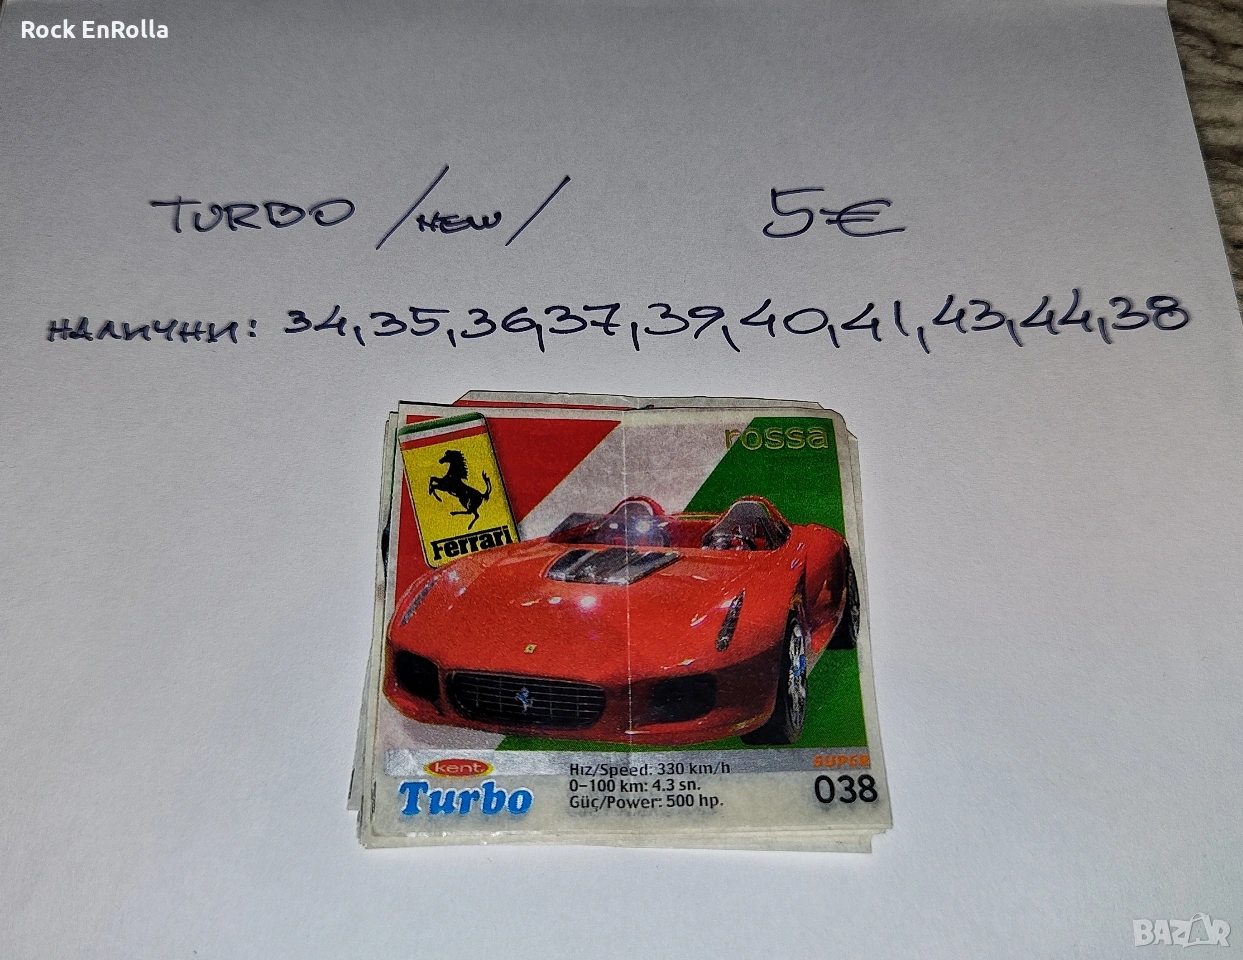 Rock EnRolla
TURBO /NEW/ 5€
НАЛИЧНИ: 34,35,36,37,39,40,41,43,44,38
rossa
Ferrari
kent
Turbo
Hız/Speed: 330 km/h
0-100 km: 4.3 sn.
Güç/Power: 500 hp.
SUPER
038
BAZAR